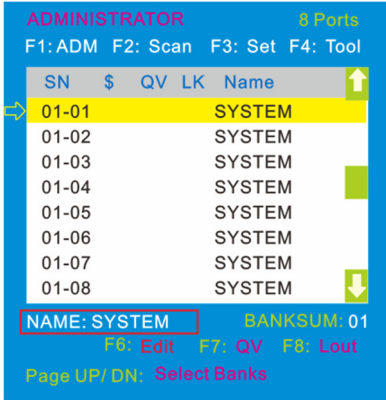 ADMINISTRATOR 8 Ports
F1: ADM F2: Scan F3: Set F4: Tool
SN $ QV LK Name
01-01 SYSTEM
01-02 SYSTEM
01-03 SYSTEM
01-04 SYSTEM
01-05 SYSTEM
01-06 SYSTEM
01-07 SYSTEM
01-08 SYSTEM
NAME: SYSTEM BANKSUM: 01
F6: Edit F7: QV F8: Lout
Page UP/ DN: Select Banks